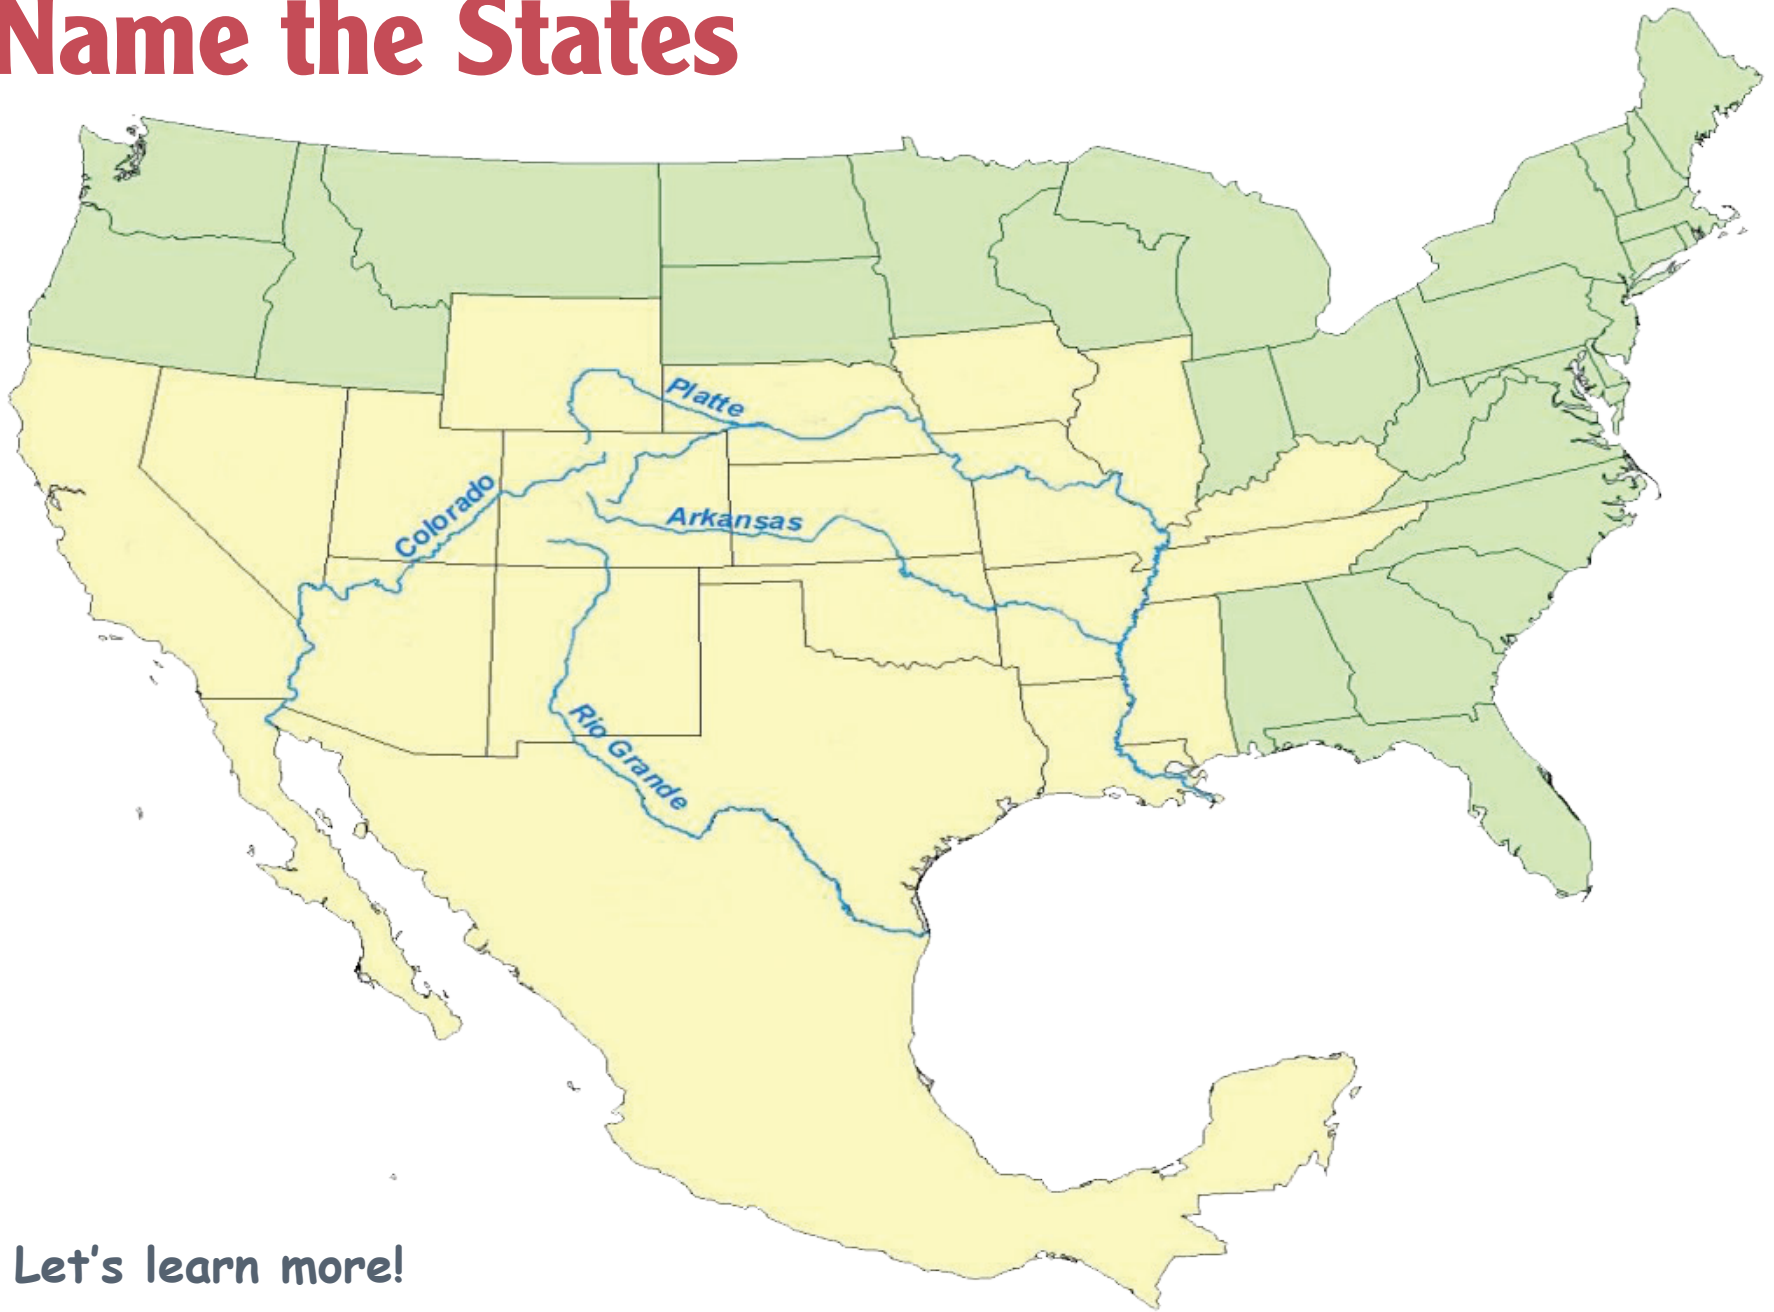 Name the States
Platte
Colorado
Arkansas
Rio Grande
Let's learn more!